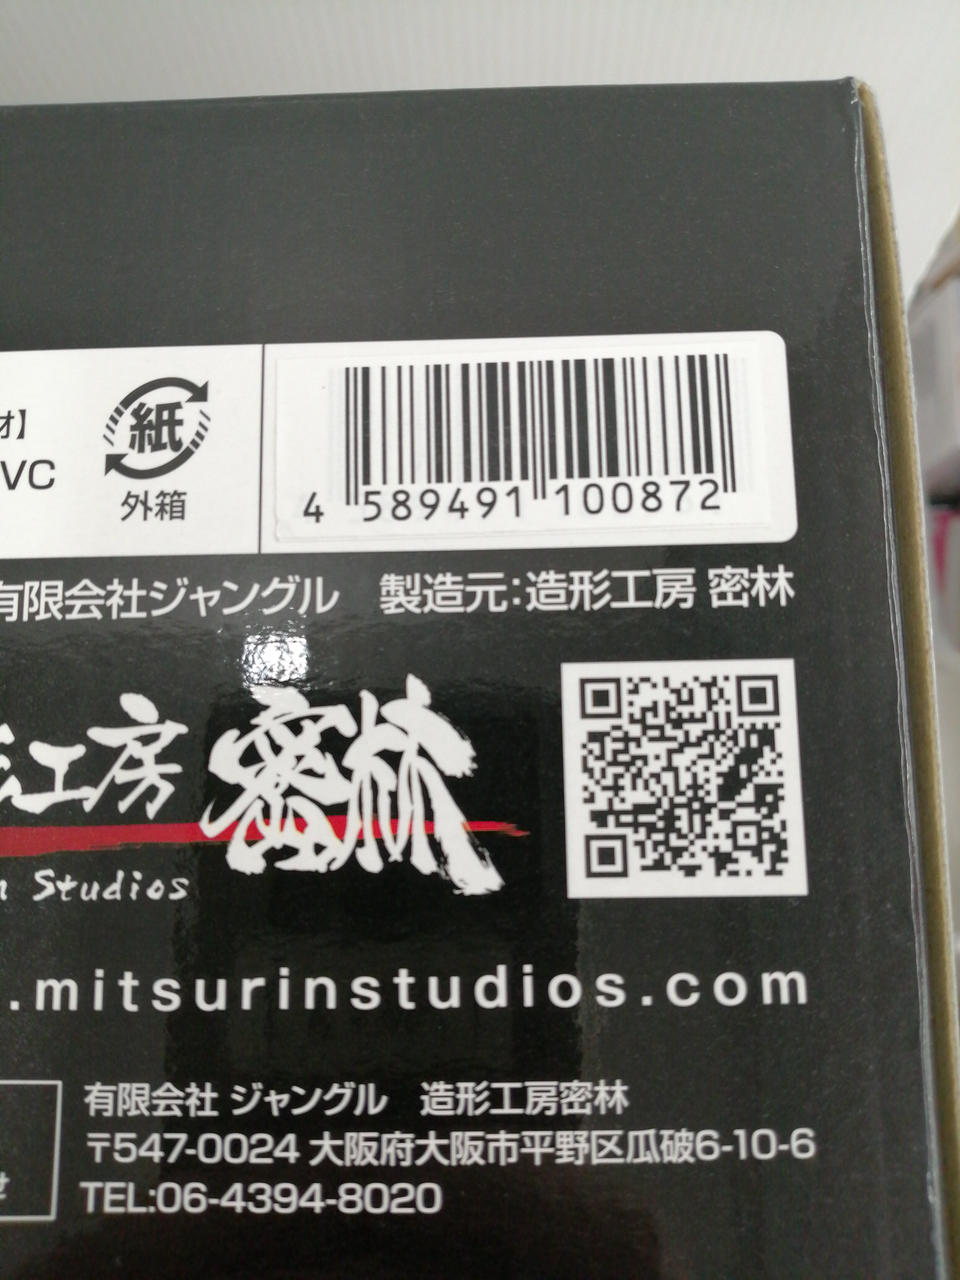 材】
VC
紙
外箱
4 589491 100872
有限会社ジャングル 製造元:造形工房 密林
工房 密林
Studios
.mitsurinstudios.com
有限会社 ジャングル 造形工房密林
〒547-0024 大阪府大阪市平野区瓜破6-10-6
TEL:06-4394-8020
せ